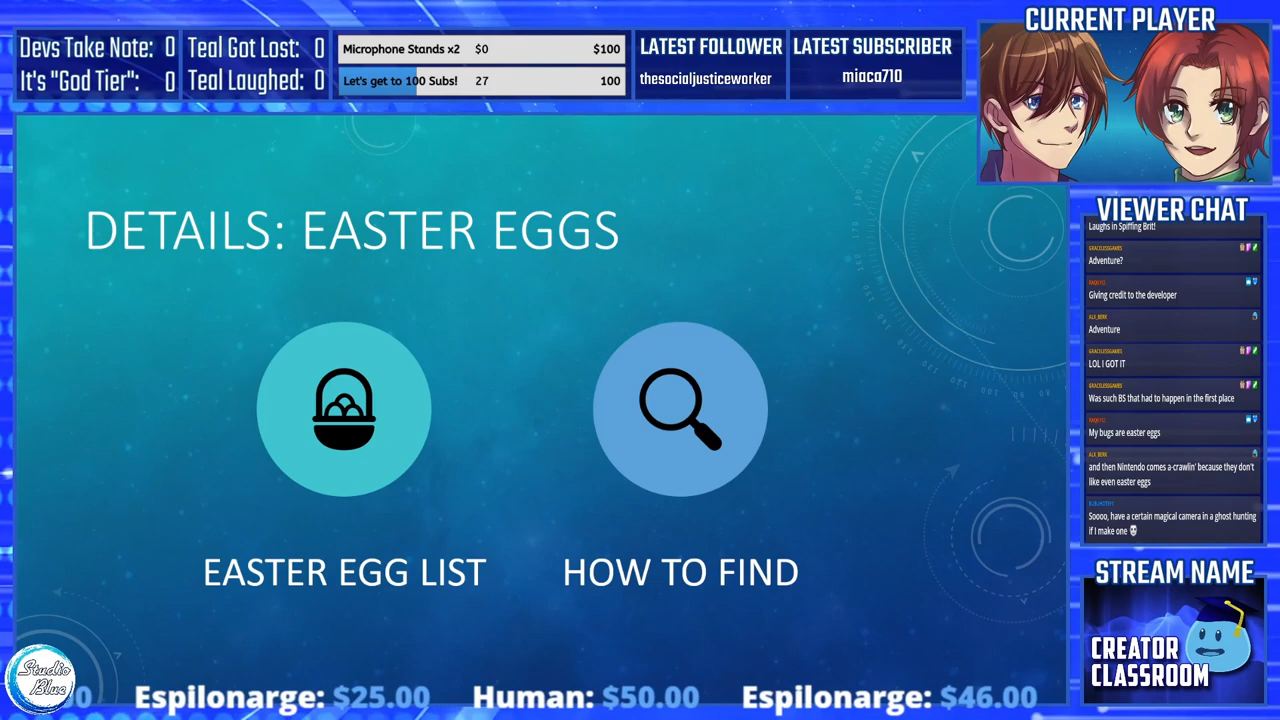 CURRENT PLAYER
Devs Take Note: 0
It's "God Tier": 0
Teal Got Lost: 0
Teal Laughed: 0
Microphone Stands x2 $0 $100
Let's get to 100 Subs! 27 100
LATEST FOLLOWER
thesocialjusticeworker
LATEST SUBSCRIBER
miaca710
DETAILS: EASTER EGGS
EASTER EGG LIST
HOW TO FIND
VIEWER CHAT
Laughs in Spiffing Brit!
GRACELESSGAMES
Adventure?
Giving credit to the developer
ALX_BERK
Adventure
GRACELESSGAMES
LOL I GOT IT
GRACELESSGAMES
Was such BS that had to happen in the first place
My bugs are easter eggs
ALX_BERK
and then Nintendo comes a-crawlin' because they don't
like even easter eggs
Soooo, have a certain magical camera in a ghost hunting
if I make one
STREAM NAME
CREATOR
CLASSROOM
Studio
Blue
Espilonarge: $25.00 Human: $50.00 Espilonarge: $46.00